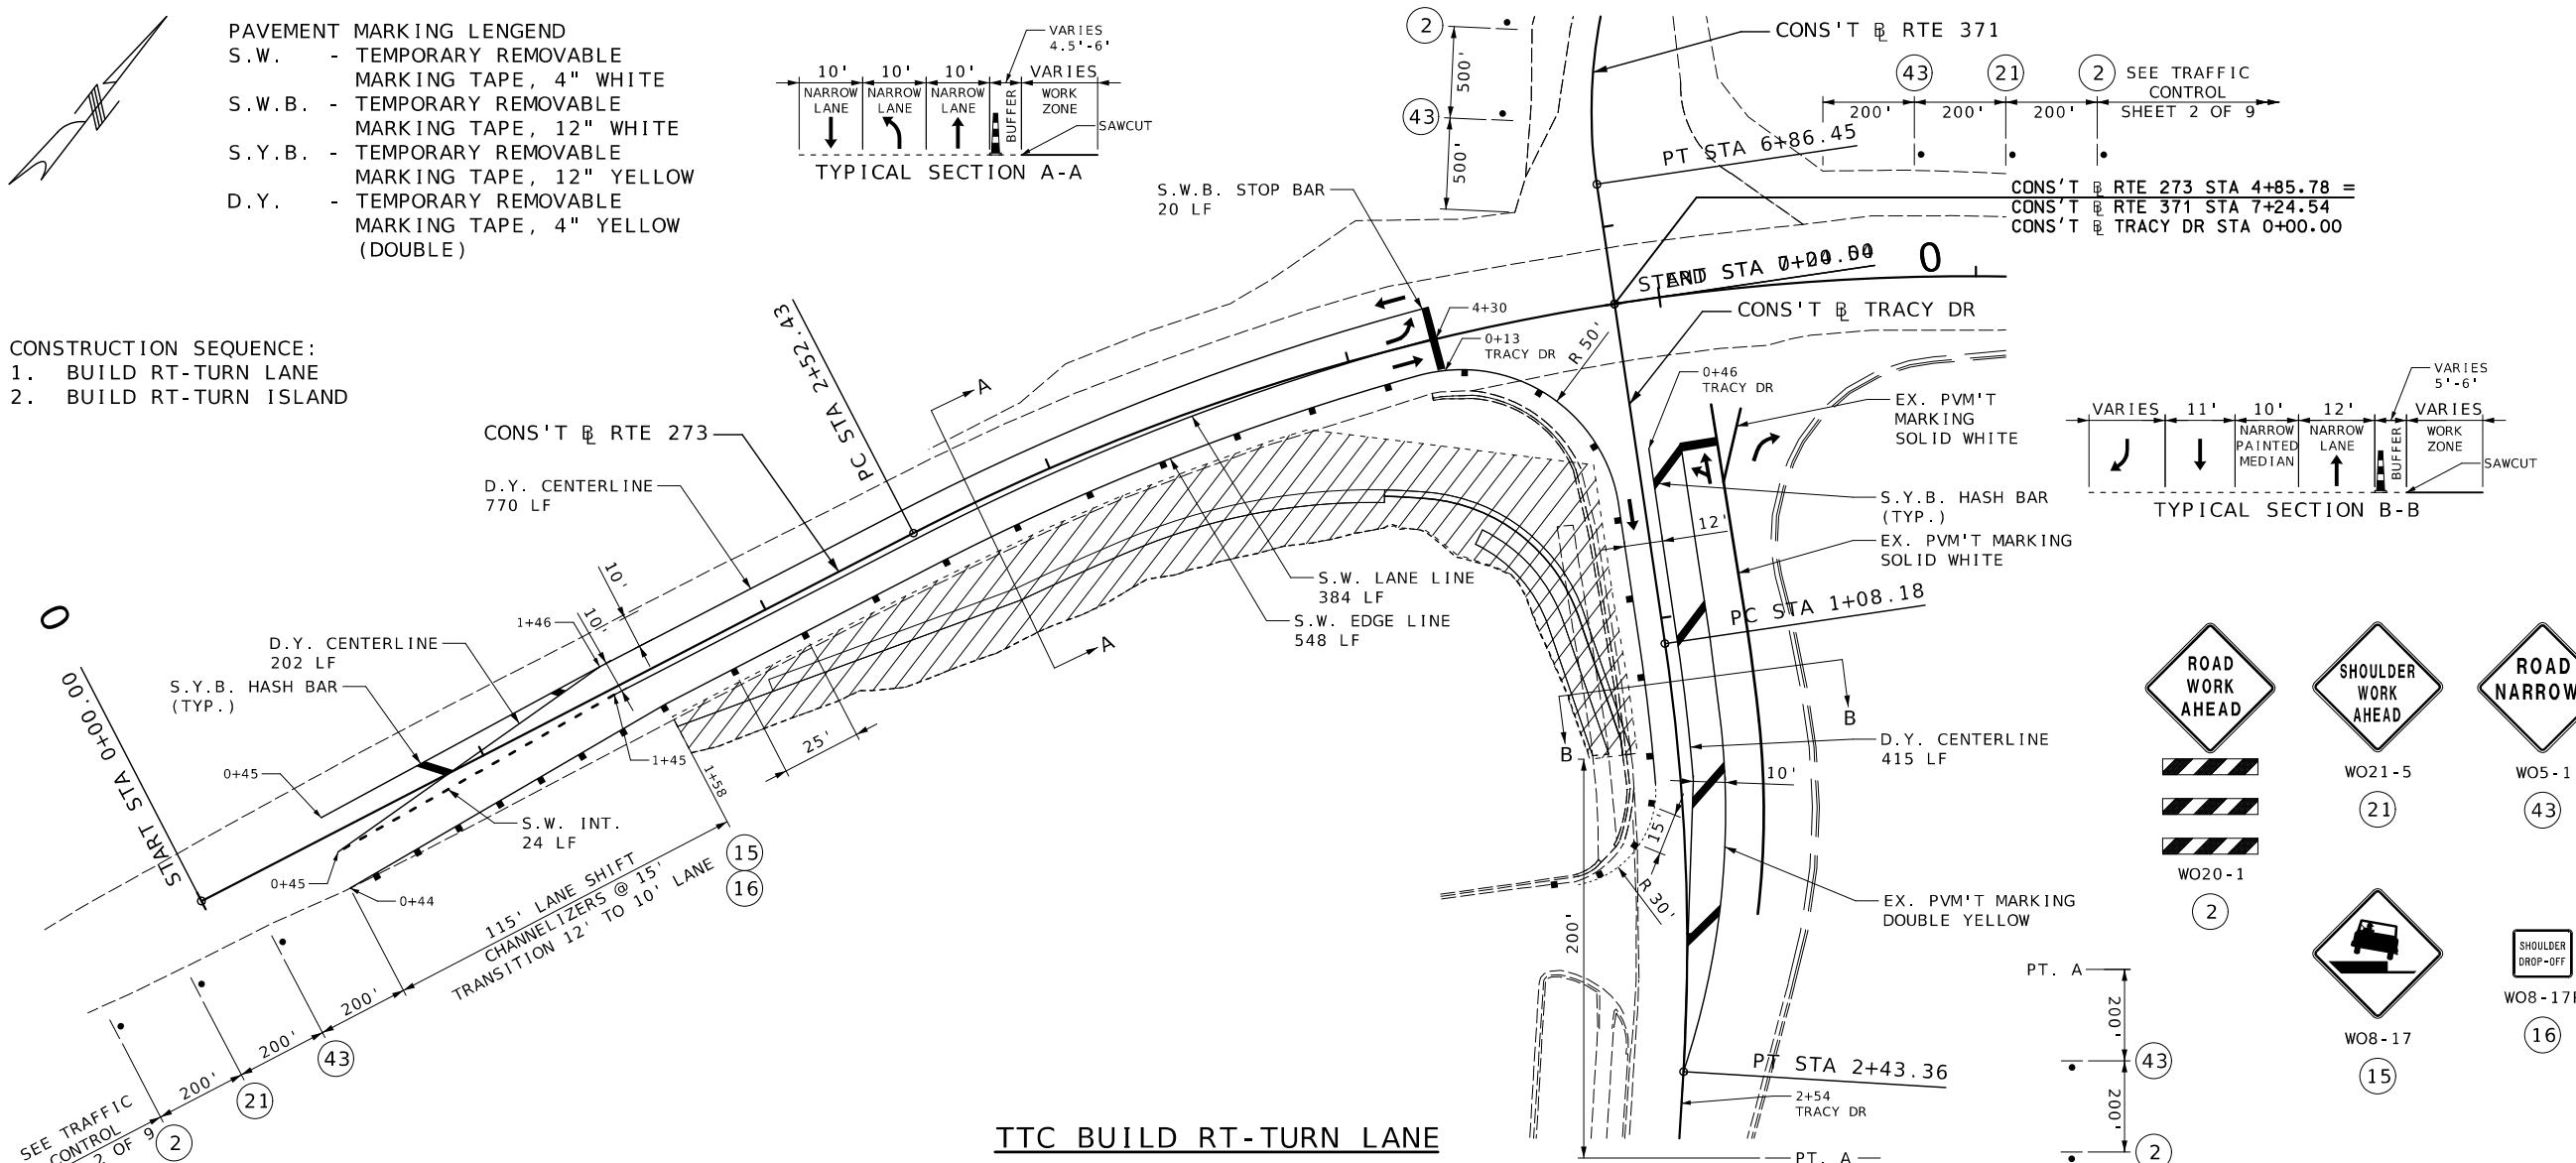 PAVEMENT MARKING LENGEND
S.W. - TEMPORARY REMOVABLE
MARKING TAPE, 4" WHITE
S.W.B. - TEMPORARY REMOVABLE
MARKING TAPE, 12" WHITE
S.Y.B. - TEMPORARY REMOVABLE
MARKING TAPE, 12" YELLOW
D.Y. - TEMPORARY REMOVABLE
MARKING TAPE, 4" YELLOW
(DOUBLE)
VARIES
4.5'-6'
10' 10' 10' VARIES
NARROW LANE
NARROW LANE
NARROW LANE
BUFFER
WORK ZONE
SAWCUT
TYPICAL SECTION A-A
2
500'
43
500'
CONS'T ℄ RTE 371
43 21 2 SEE TRAFFIC
CONTROL
200' 200' 200' SHEET 2 OF 9
PT STA 6+86.45
S.W.B. STOP BAR
20 LF
CONS'T ℄ RTE 273 STA 4+85.78 =
CONS'T ℄ RTE 371 STA 7+24.54
CONS'T ℄ TRACY DR STA 0+00.00
0
CONS'T ℄ TRACY DR
4+30
0+13
TRACY DR
R 50'
0+46
TRACY DR
CONSTRUCTION SEQUENCE:
1. BUILD RT-TURN LANE
2. BUILD RT-TURN ISLAND
PC STA 2+52.43
A
CONS'T ℄ RTE 273
D.Y. CENTERLINE
770 LF
EX. PVM'T
MARKING
SOLID WHITE
VARIES
5'-6'
VARIES 11' 10' 12' VARIES
NARROW PAINTED MEDIAN
NARROW LANE
BUFFER
WORK ZONE
SAWCUT
TYPICAL SECTION B-B
S.Y.B. HASH BAR
(TYP.)
12'
EX. PVM'T MARKING
SOLID WHITE
S.W. LANE LINE
384 LF
S.W. EDGE LINE
548 LF
PC STA 1+08.18
10'
10'
1+46
0
D.Y. CENTERLINE
202 LF
S.Y.B. HASH BAR
(TYP.)
START STA 0+00.00
A
B
B
D.Y. CENTERLINE
415 LF
10'
0+45
1+45
1+58
25'
S.W. INT.
24 LF
0+45
0+44
115' LANE SHIFT
CHANNELIZERS @ 15'
TRANSITION 12' TO 10' LANE
15
16
15'
R 30'
200'
EX. PVM'T MARKING
DOUBLE YELLOW
ROAD
WORK
AHEAD
WO20-1
2
SHOULDER
WORK
AHEAD
WO21-5
21
ROAD
NARROW
WO5-1
43
WO8-17
15
SHOULDER
DROP-OFF
WO8-17
16
200'
43
200'
21
200'
2
SEE TRAFFIC
CONTROL
2 OF 9
PT STA 2+43.36
2+54
TRACY DR
PT. A
PT. A
200'
43
200'
2
TTC BUILD RT-TURN LANE